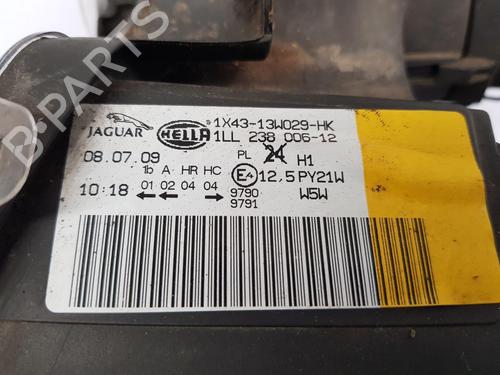 JAGUAR HELLA 1X43-13W029-HK
1LL 238 006-12
08.07.09 PL 24 H1
1b A HR HC E4 12,5 PY21W
10:18 01 02 04 04 9790 W5W
9791